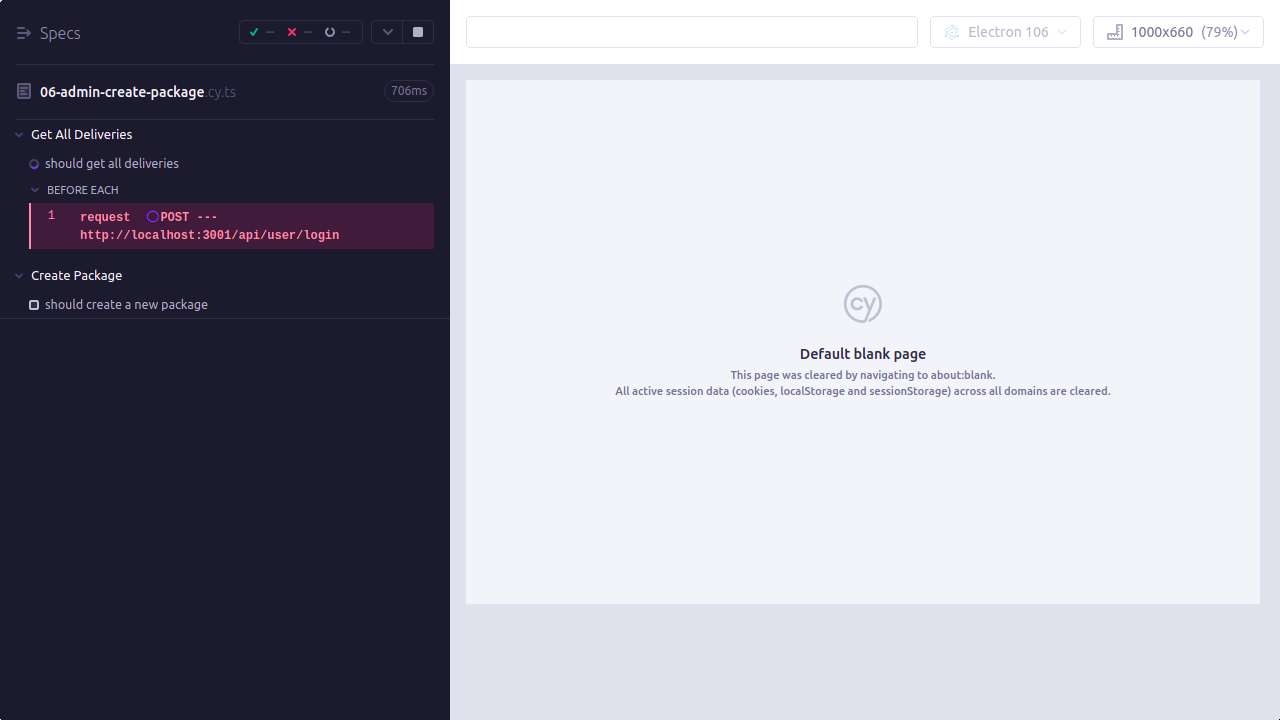 Specs
--
--
--
06-admin-create-package.cy.ts
706ms
Get All Deliveries
should get all deliveries
BEFORE EACH
1 request POST ---
http://localhost:3001/api/user/login
Create Package
should create a new package
Electron 106
1000x660 (79%)
cy
Default blank page
This page was cleared by navigating to about:blank.
All active session data (cookies, localStorage and sessionStorage) across all domains are cleared.